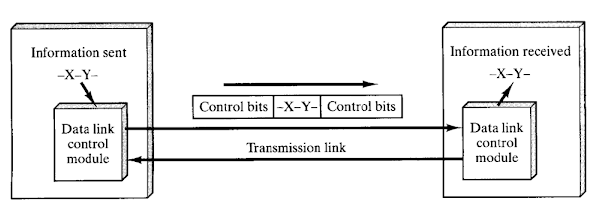 Information sent
–X–Y–
Data link
control
module
Control bits –X–Y– Control bits
Transmission link
Information received
–X–Y–
Data link
control
module